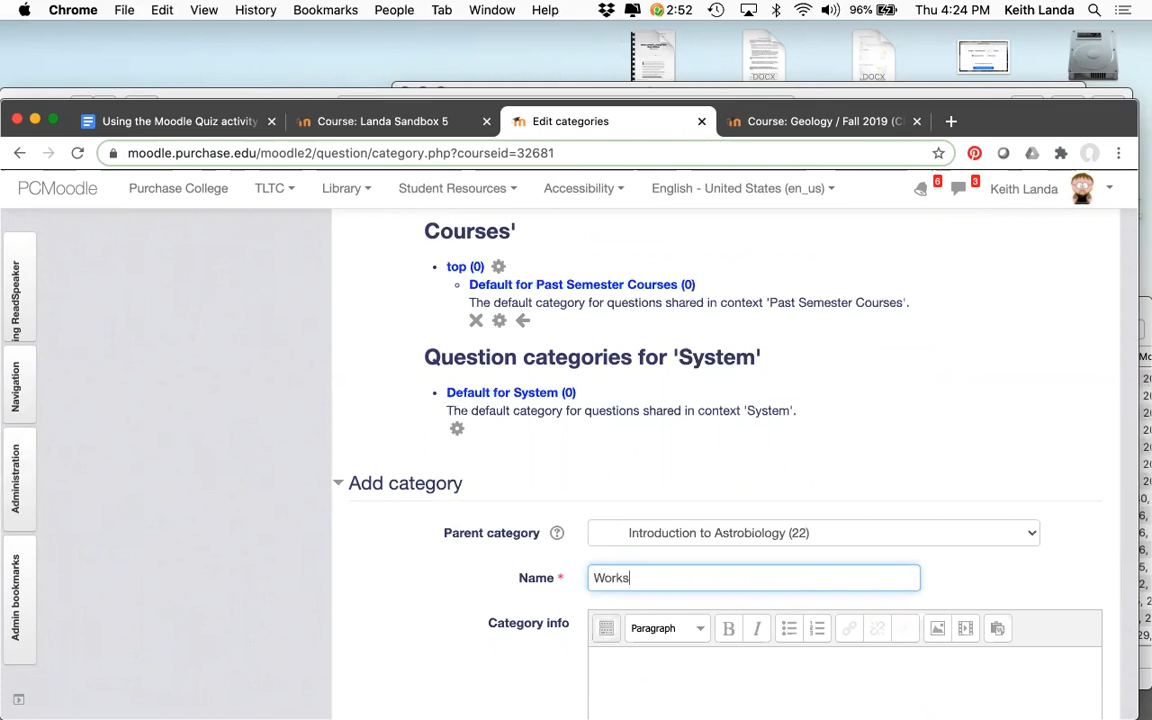 Chrome File Edit View History Bookmarks People Tab Window Help 2:52 96% Thu 4:24 PM Keith Landa
DOCX
DOCX
Using the Moodle Quiz activity Course: Landa Sandbox 5 Edit categories Course: Geology / Fall 2019 (C
moodle.purchase.edu/moodle2/question/category.php?courseid=32681
PCMoodle Purchase College TLTC Library Student Resources Accessibility English - United States (en_us) 6 3 Keith Landa
Courses'
top (0)
Default for Past Semester Courses (0)
The default category for questions shared in context 'Past Semester Courses'.
Question categories for 'System'
Default for System (0)
The default category for questions shared in context 'System'.
Add category
Parent category ? Introduction to Astrobiology (22)
Name * Works
Category info Paragraph B I
ng ReadSpeaker
Navigation
Administration
Admin bookmarks